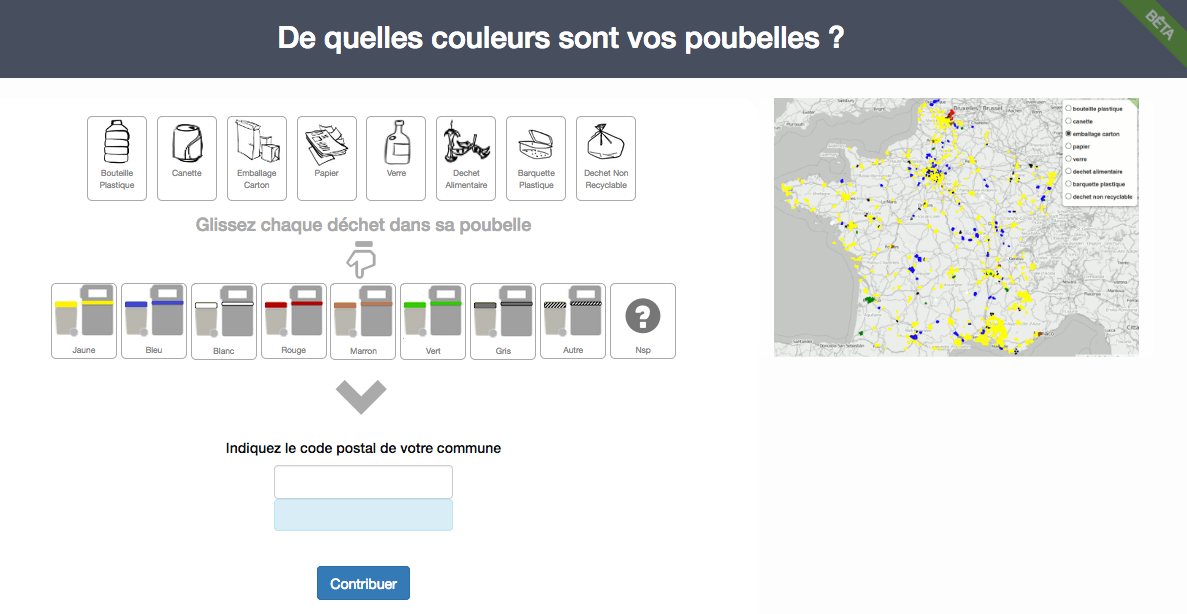 De quelles couleurs sont vos poubelles ?
BÊTA
Bouteille
Plastique
Canette
Emballage
Carton
Papier
Verre
Dechet
Alimentaire
Barquette
Plastique
Dechet Non
Recyclable
Glissez chaque déchet dans sa poubelle
Jaune
Bleu
Blanc
Rouge
Marron
Vert
Gris
Autre
?
Nsp
Indiquez le code postal de votre commune
Contribuer
bouteille plastique
canette
emballage carton
papier
verre
dechet alimentaire
barquette plastique
dechet non recyclable